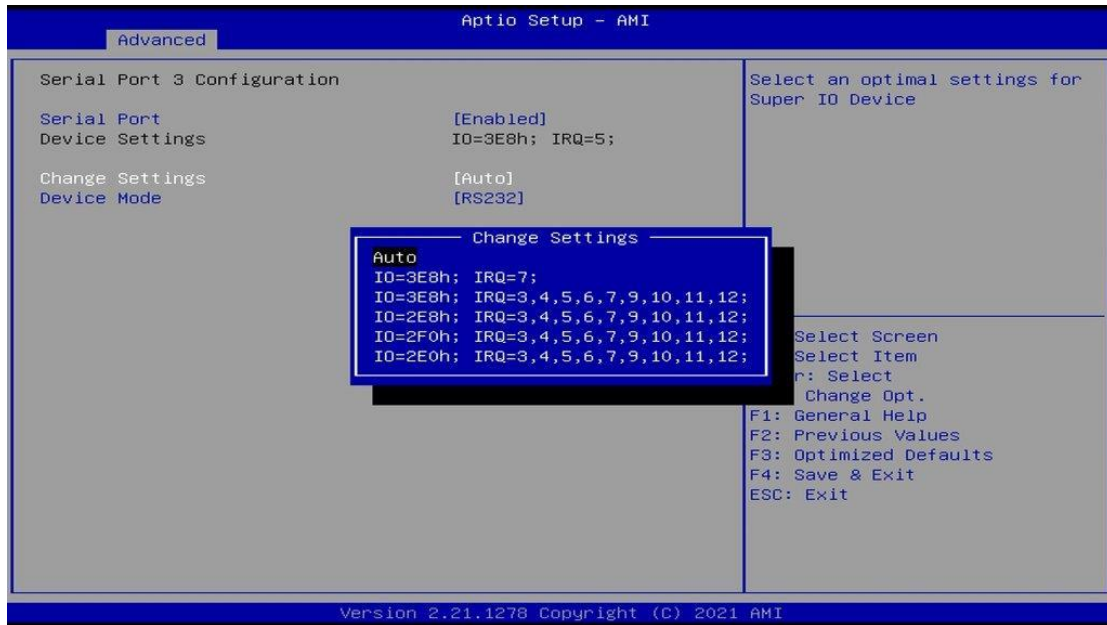 Aptio Setup – AMI
Advanced
Serial Port 3 Configuration
Serial Port [Enabled]
Device Settings IO=3E8h; IRQ=5;
Change Settings [Auto]
Device Mode [RS232]
Select an optimal settings for
Super IO Device
Change Settings
Auto
IO=3E8h; IRQ=7;
IO=3E8h; IRQ=3,4,5,6,7,9,10,11,12;
IO=2E8h; IRQ=3,4,5,6,7,9,10,11,12;
IO=2F0h; IRQ=3,4,5,6,7,9,10,11,12;
IO=2E0h; IRQ=3,4,5,6,7,9,10,11,12;
Select Screen
Select Item
r: Select
Change Opt.
F1: General Help
F2: Previous Values
F3: Optimized Defaults
F4: Save & Exit
ESC: Exit
Version 2.21.1278 Copyright (C) 2021 AMI